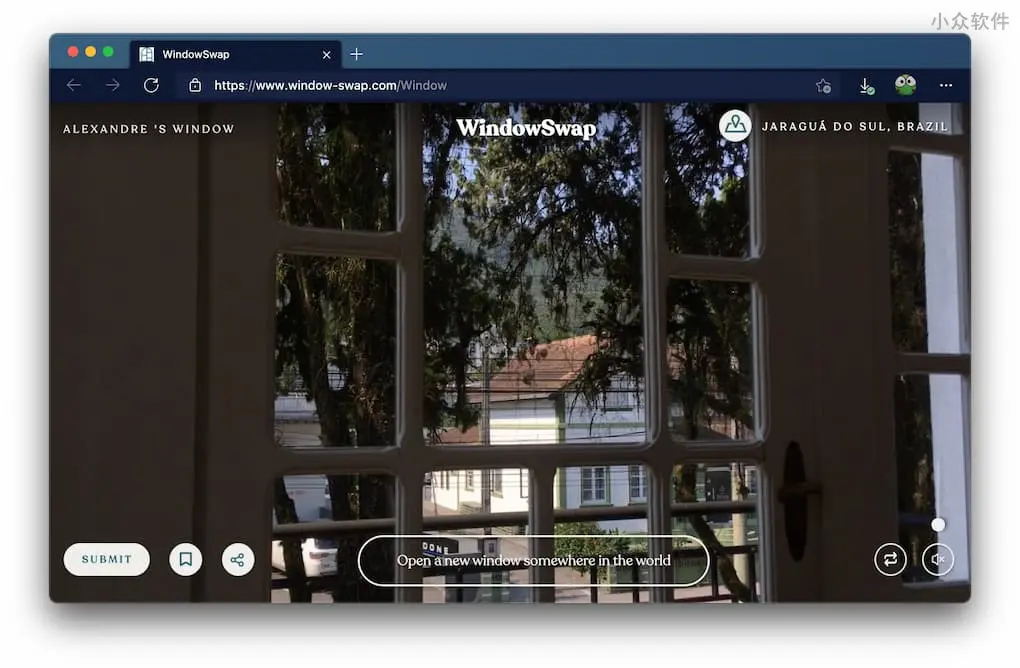 小众软件
WindowSwap
https://www.window-swap.com/Window
ALEXANDRE 'S WINDOW
WindowSwap
JARAGUÁ DO SUL, BRAZIL
DONE
SUBMIT
Open a new window somewhere in the world